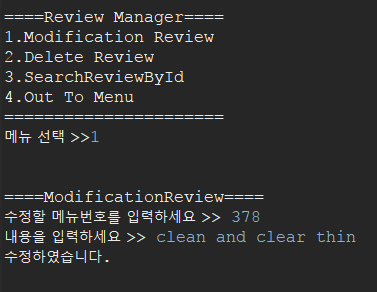 ====Review Manager====
1.Modification Review
2.Delete Review
3.SearchReviewById
4.Out To Menu
======================
메뉴 선택 >>1
====ModificationReview====
수정할 메뉴번호를 입력하세요 >> 378
내용을 입력하세요 >> clean and clear thin
수정하였습니다.